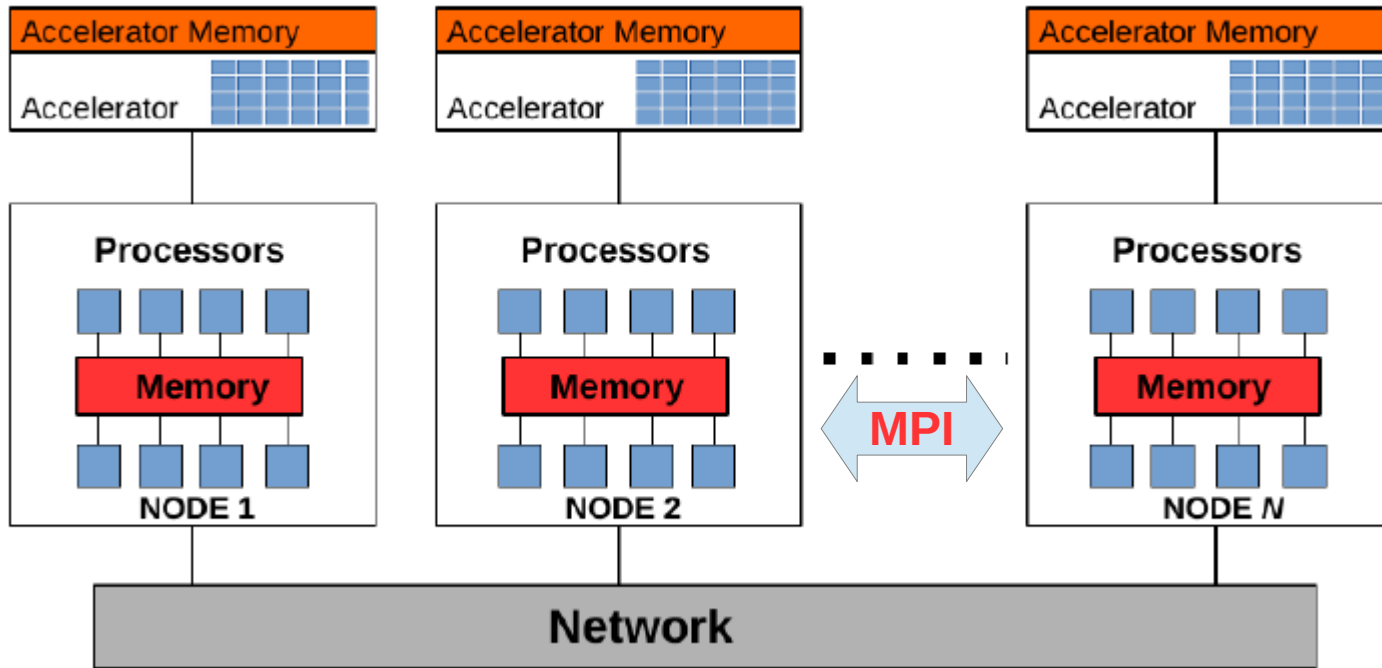 Accelerator Memory
Accelerator
Processors
Memory
NODE 1
Accelerator Memory
Accelerator
Processors
Memory
NODE 2
MPI
Accelerator Memory
Accelerator
Processors
Memory
NODE N
Network